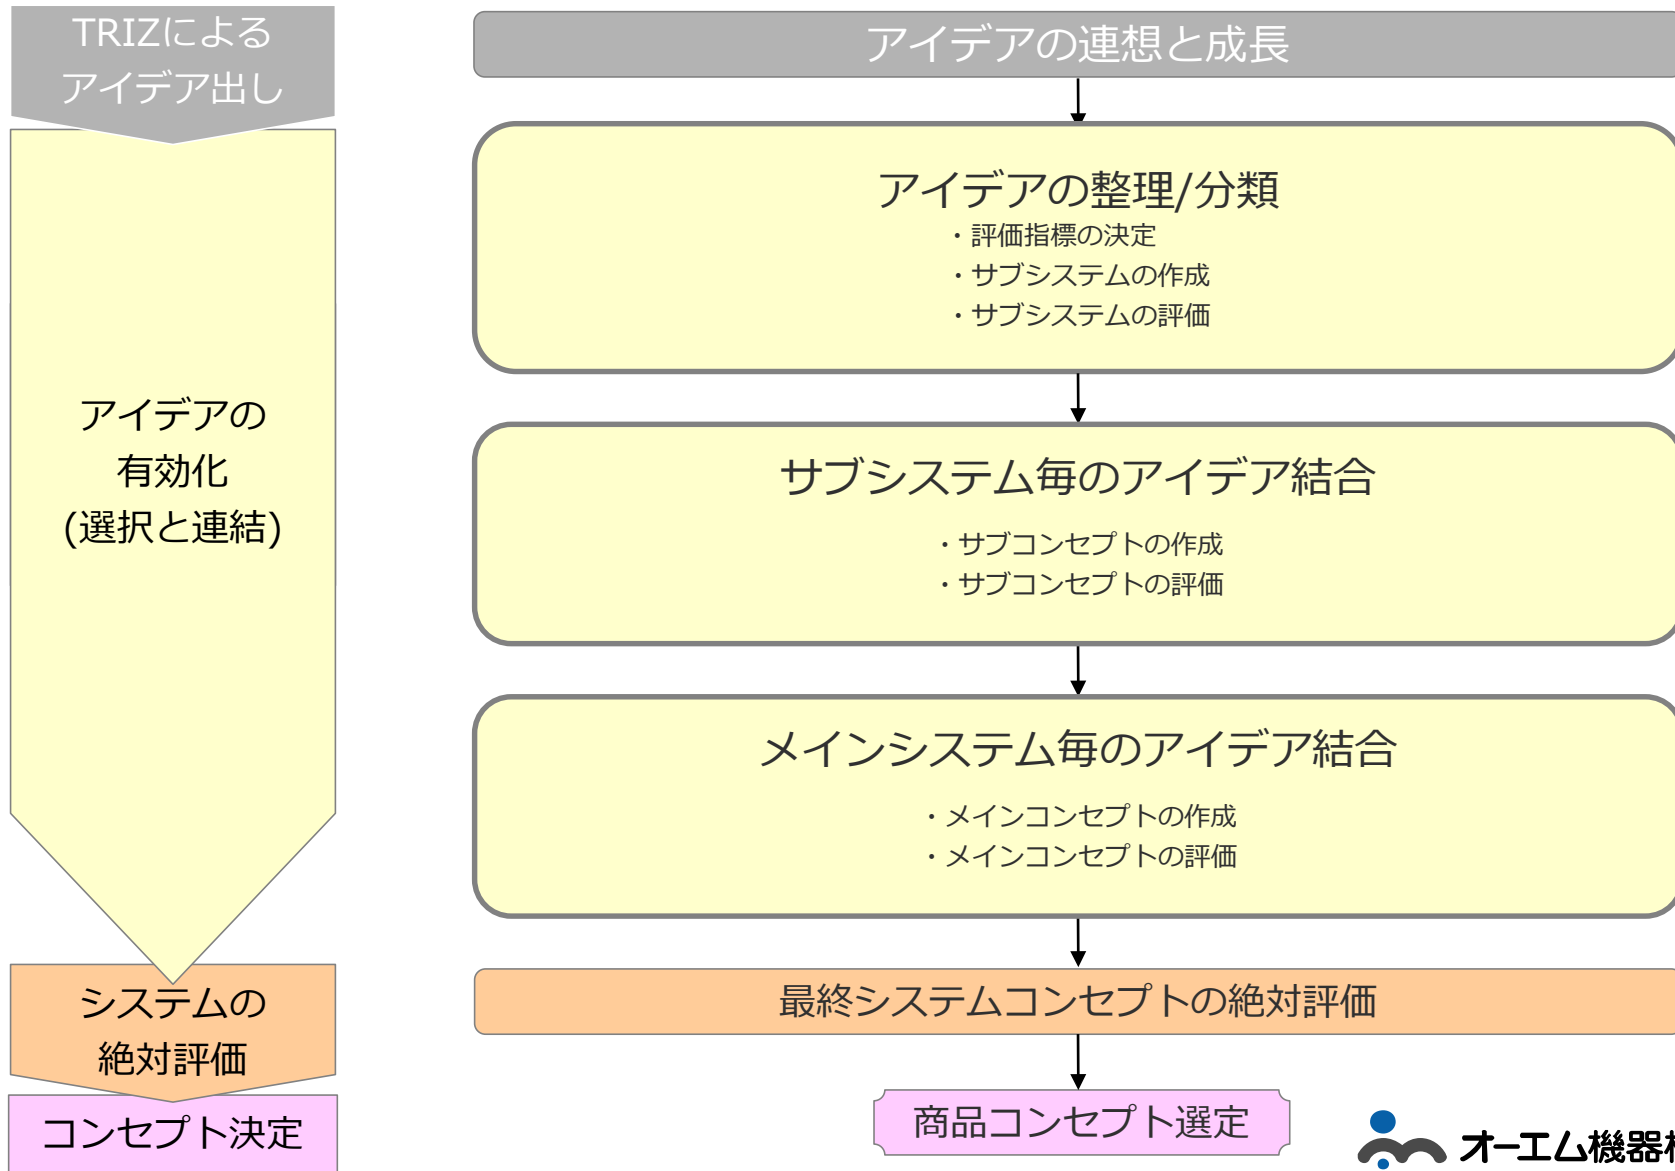 TRIZによる
アイデア出し
アイデアの
有効化
(選択と連結)
システムの
絶対評価
コンセプト決定
アイデアの連想と成長
アイデアの整理/分類
・評価指標の決定
・サブシステムの作成
・サブシステムの評価
サブシステム毎のアイデア結合
・サブコンセプトの作成
・サブコンセプトの評価
メインシステム毎のアイデア結合
・メインコンセプトの作成
・メインコンセプトの評価
最終システムコンセプトの絶対評価
商品コンセプト選定
オーエム機器